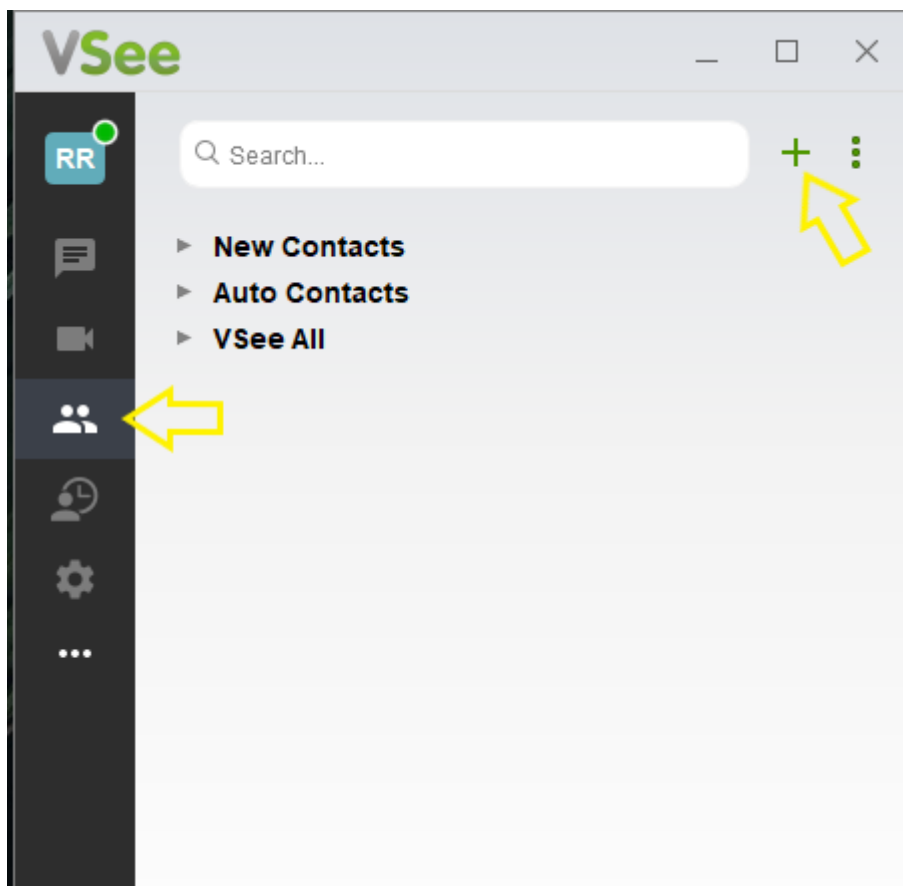 VSee
RR
Search...
New Contacts
Auto Contacts
VSee All